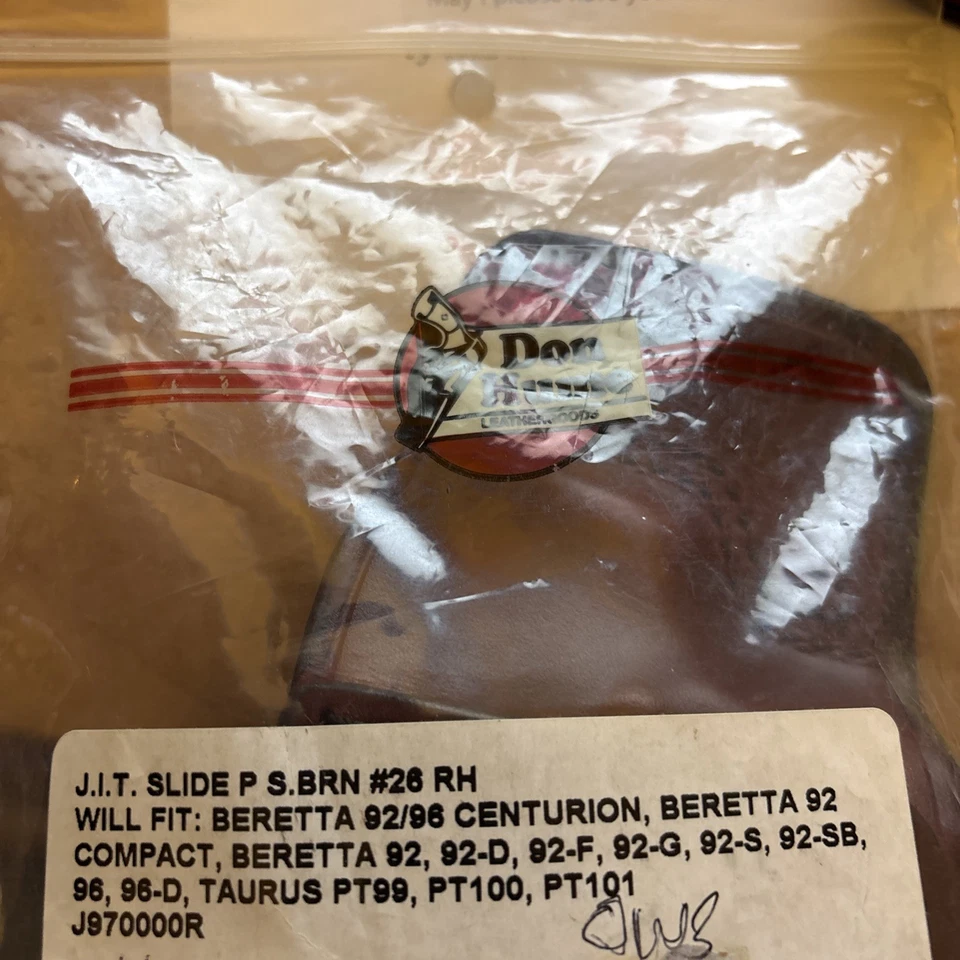 Don
Hume
LEATHERGOODS
J.I.T. SLIDE P S.BRN #26 RH
WILL FIT: BERETTA 92/96 CENTURION, BERETTA 92
COMPACT, BERETTA 92, 92-D, 92-F, 92-G, 92-S, 92-SB,
96, 96-D, TAURUS PT99, PT100, PT101
J970000R
OWB